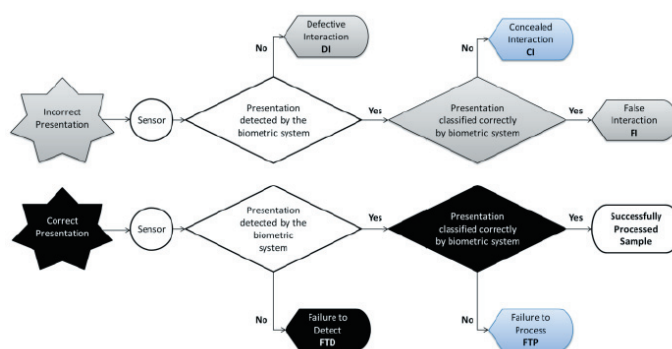 Defective
Interaction
DI
Concealed
Interaction
CI
No
No
Incorrect
Presentation
Sensor
Presentation
detected by the
biometric system
Yes
Presentation
classified correctly
by biometric system
Yes
False
Interaction
FI
Correct
Presentation
Sensor
Presentation
detected by the
biometric
system
Yes
Presentation
classified correctly
by biometric system
Yes
Successfully
Processed
Sample
No
No
Failure to
Detect
FTD
Failure to
Process
FTP